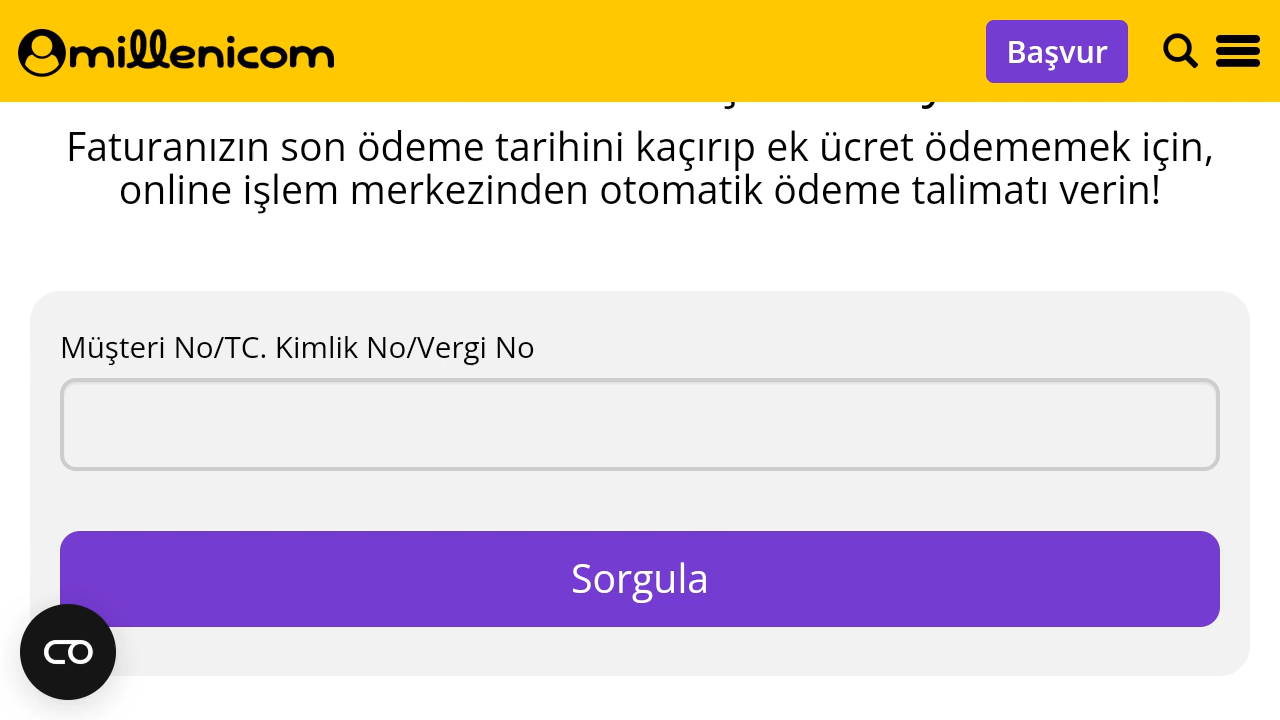 millenicom
Başvur
Faturanızın son ödeme tarihini kaçırıp ek ücret ödememek için,
online işlem merkezinden otomatik ödeme talimatı verin!
Müşteri No/TC. Kimlik No/Vergi No
Sorgula